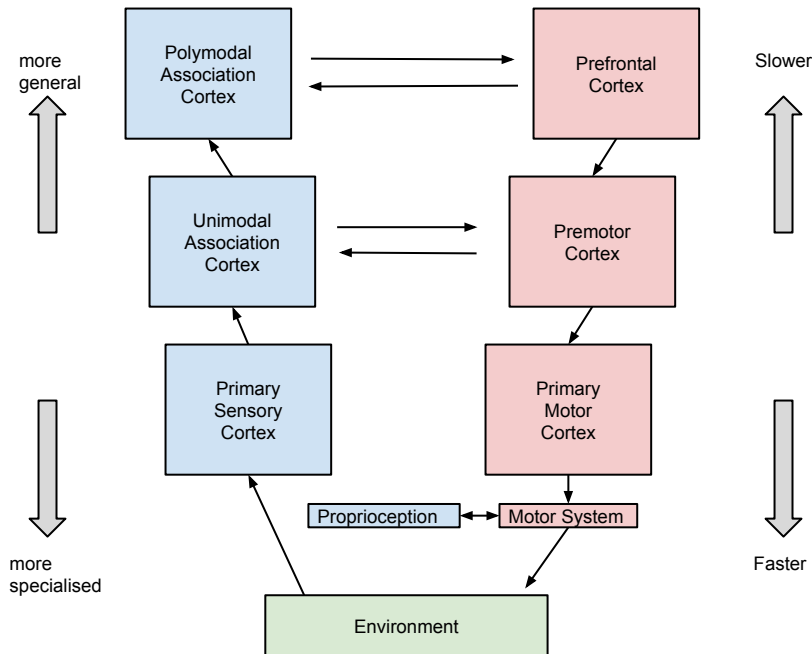 more
general
Polymodal
Association
Cortex
Prefrontal
Cortex
Slower
Unimodal
Association
Cortex
Premotor
Cortex
Primary
Sensory
Cortex
Primary
Motor
Cortex
Proprioception
Motor System
more
specialised
Faster
Environment